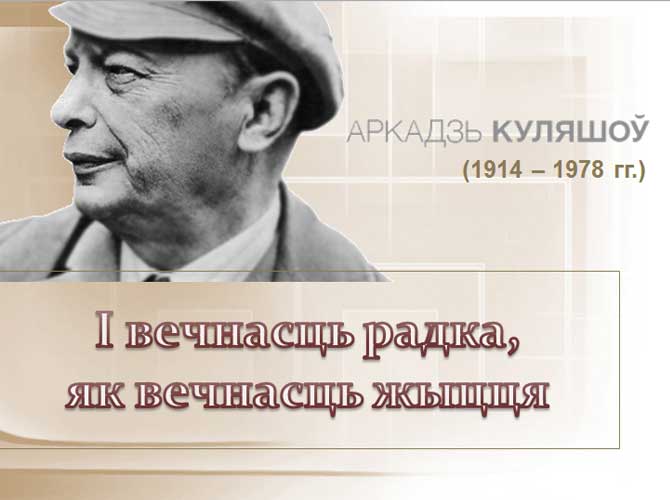 АРКАДЗЬ КУЛЯШОЎ
(1914 – 1978 гг.)
І вечнасць радка,
як вечнасць жыцця